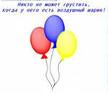 Никто не может грустить,
когда у него есть воздушный шарик!